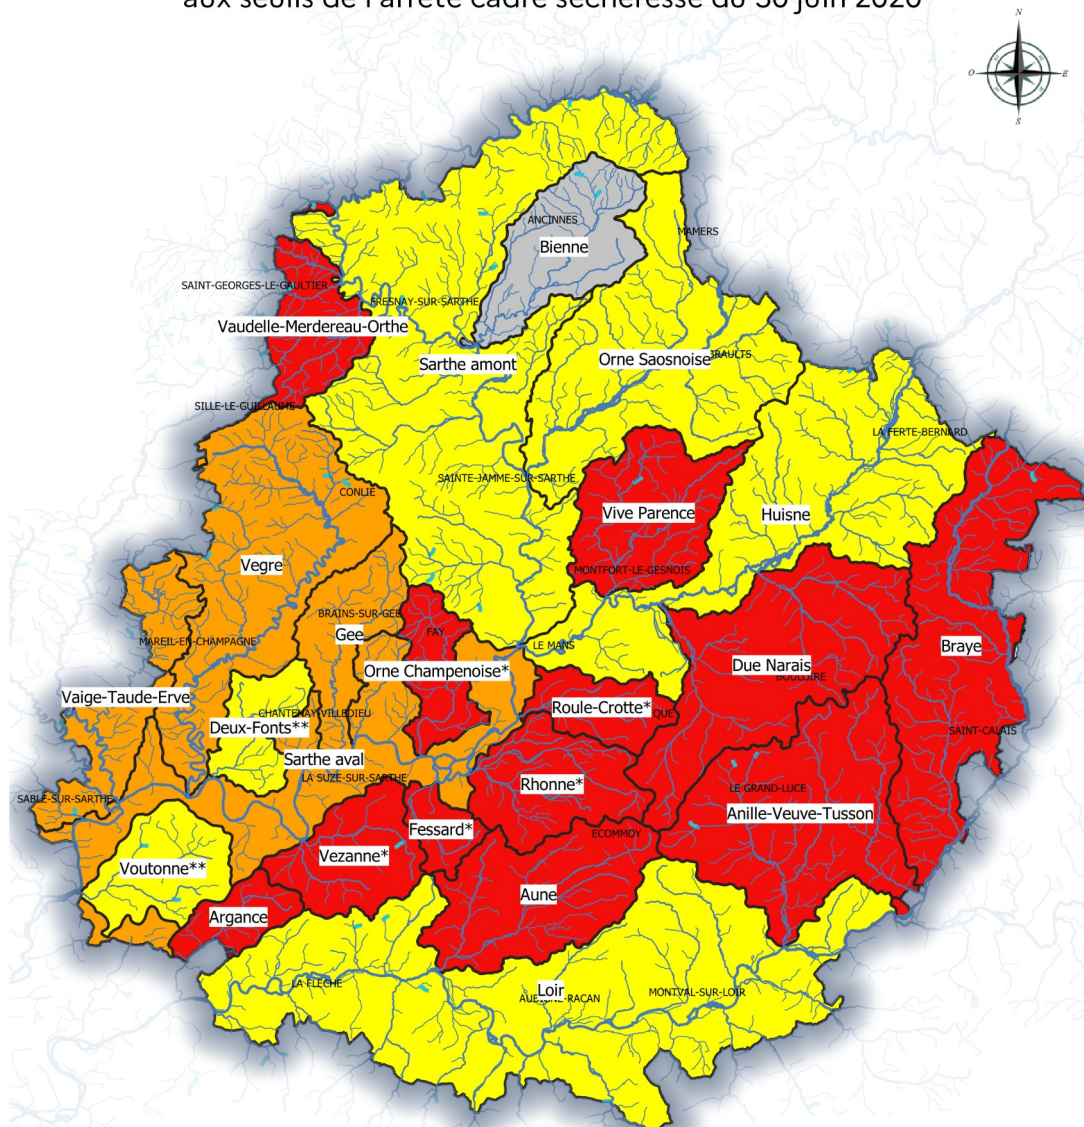 aux seuils de l'arrêté cadre sécheresse du 30 juin 2020
N
O
E
S
ANCINNES
Bienne
MAMERS
SAINT-GEORGES-LE-GAULTIER
FRESNAY-SUR-SARTHE
Vaudelle-Merdereau-Orthe
Sarthe amont
Orne Saosnoise
SILLE-LE-GUILLAUME
LA FERTE-BERNARD
SAINTE-JAMME-SUR-SARTHE
CONLIE
Vive Parence
Huisne
Vegre
MONTFORT-LE-GESNOIS
BRAINS-SUR-GEE
Gee
FAY
MAREIL-EN-CHAMPAGNE
LE MANS
Braye
Orne Champenoise*
Due Narais
BOULOIRE
Vaige-Taude-Erve
Roule-Crotte*
QUE
CHANTENAY-VILLEDIEU
Deux-Fonts**
SAINT-CALAIS
Sarthe aval
LA SUZE-SUR-SARTHE
Rhonne*
LE GRAND-LUCE
SABLE-SUR-SARTHE
Anille-Veuve-Tusson
Fessard*
ECOMMOY
Vezanne*
Voutonne**
Aune
Argance
LA FLECHE
Loir
MONTVAL-SUR-LOIR